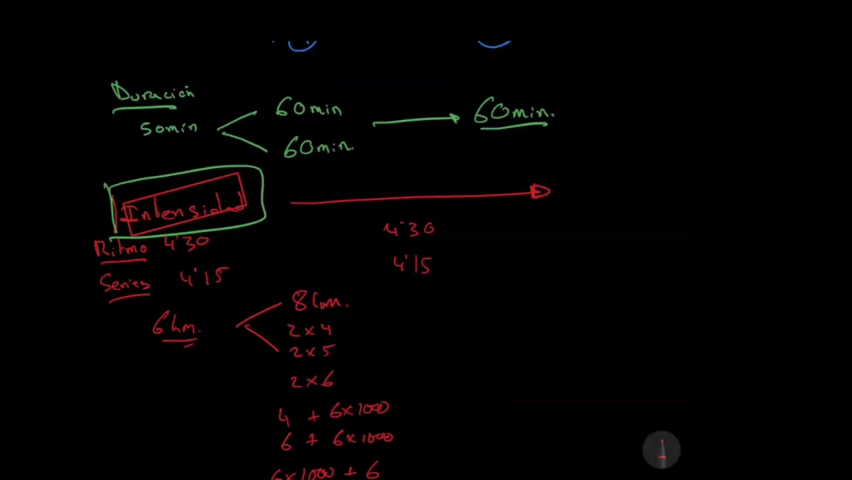 Duración
50min
60min
60min.
60min.
Intensidad
Ritmo 4'30
4'30
Series 4'15
4'15
6km.
8km.
2x4
2x5
2x6
4 + 6x1000
6 + 6x1000
6x1000 + 6